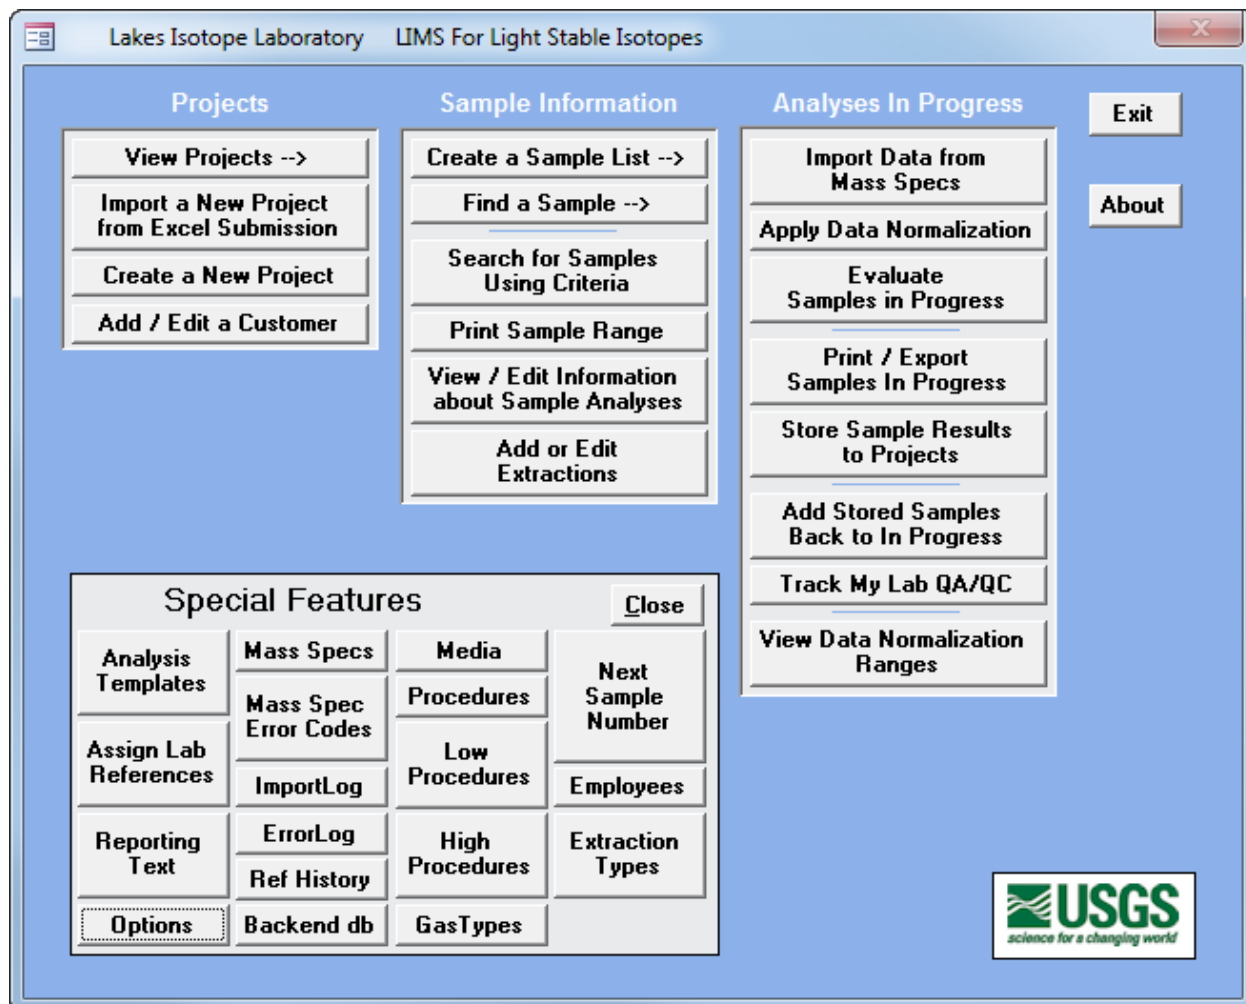 Lakes Isotope Laboratory LIMS For Light Stable Isotopes
Projects
View Projects -->
Import a New Project
from Excel Submission
Create a New Project
Add / Edit a Customer
Sample Information
Create a Sample List -->
Find a Sample -->
Search for Samples
Using Criteria
Print Sample Range
View / Edit Information
about Sample Analyses
Add or Edit
Extractions
Analyses In Progress
Import Data from
Mass Specs
Apply Data Normalization
Evaluate
Samples in Progress
Print / Export
Samples In Progress
Store Sample Results
to Projects
Add Stored Samples
Back to In Progress
Track My Lab QA/QC
View Data Normalization
Ranges
Exit
About
Special Features
Close
Analysis
Templates
Assign Lab
References
Reporting
Text
Options
Mass Specs
Mass Spec
Error Codes
ImportLog
ErrorLog
Ref History
Backend db
Media
Procedures
Low
Procedures
High
Procedures
GasTypes
Next
Sample
Number
Employees
Extraction
Types
USGS
science for a changing world